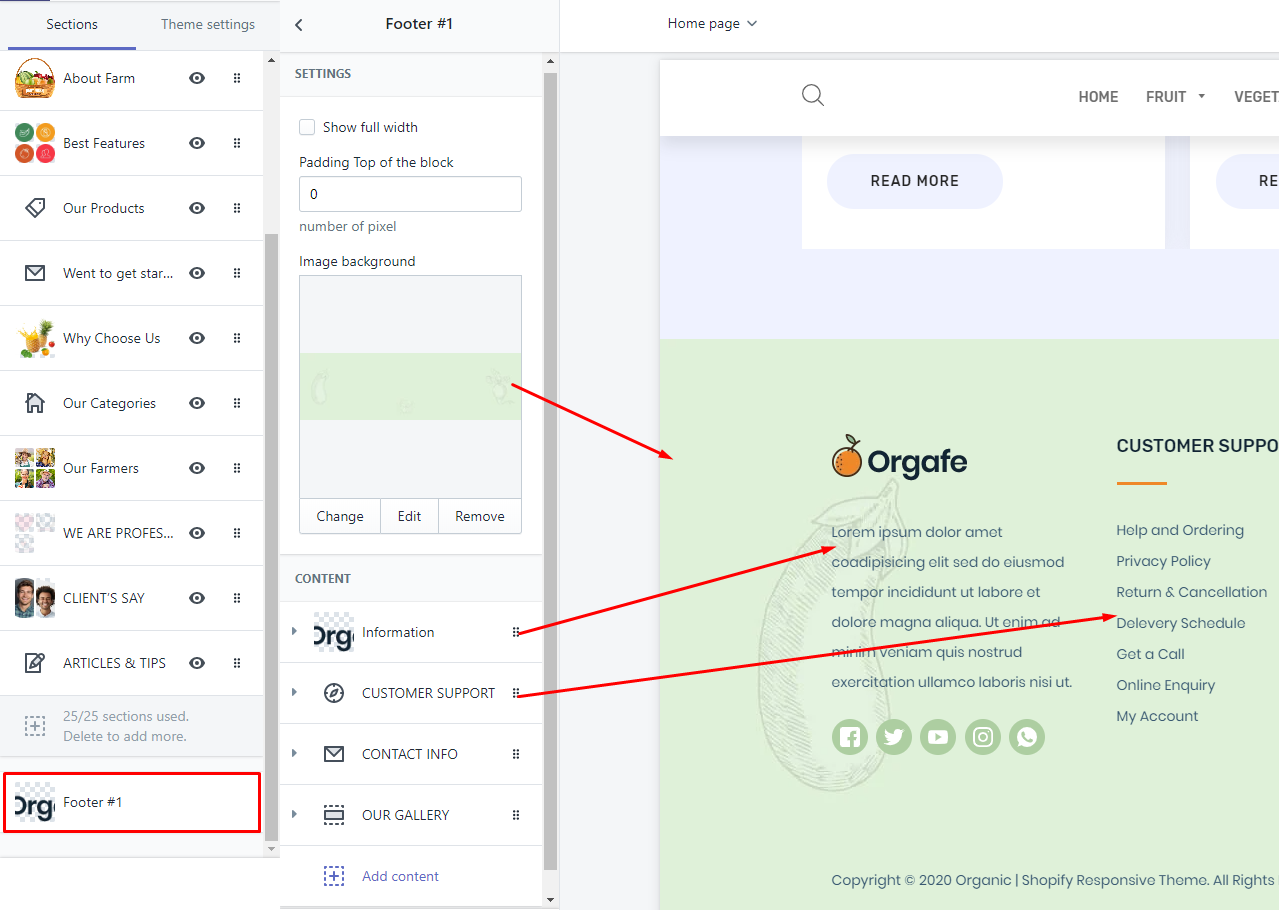 Sections
Theme settings
About Farm
Best Features
Our Products
Went to get star...
Why Choose Us
Our Categories
Our Farmers
WE ARE PROFES...
CLIENT'S SAY
ARTICLES & TIPS
25/25 sections used.
Delete to add more.
Org
Footer #1
Footer #1
SETTINGS
Show full width
Padding Top of the block
0
number of pixel
Image background
Change
Edit
Remove
CONTENT
Org
Information
CUSTOMER SUPPORT
CONTACT INFO
OUR GALLERY
Add content
Home page
HOME
FRUIT
VEGET
READ MORE
RE
Orgafe
Lorem ipsum dolor amet
coadipisicing elit sed do eiusmod
tempor incididunt ut labore et
dolore magna aliqua. Ut enim ad
minim veniam quis nostrud
exercitation ullamco laboris nisi ut.
CUSTOMER SUPPO
Help and Ordering
Privacy Policy
Return & Cancellation
Delevery Schedule
Get a Call
Online Enquiry
My Account
Copyright © 2020 Organic | Shopify Responsive Theme. All Rights